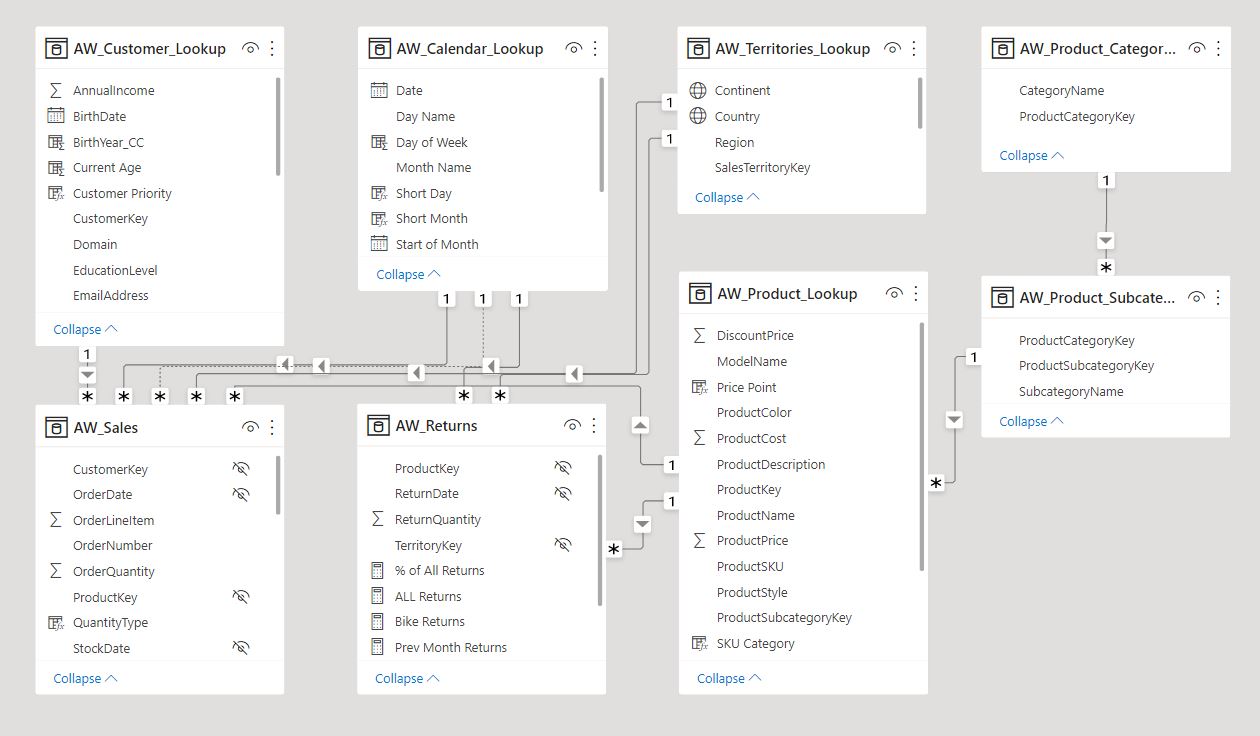 AW_Customer_Lookup
AnnualIncome
BirthDate
BirthYear_CC
Current Age
Customer Priority
CustomerKey
Domain
EducationLevel
EmailAddress
Collapse
1
*
AW_Calendar_Lookup
Date
Day Name
Day of Week
Month Name
Short Day
Short Month
Start of Month
Collapse
1
1
1
AW_Territories_Lookup
Continent
Country
Region
SalesTerritoryKey
Collapse
1
1
AW_Product_Categor...
CategoryName
ProductCategoryKey
Collapse
1
*
AW_Sales
CustomerKey
OrderDate
OrderLineItem
OrderNumber
OrderQuantity
ProductKey
QuantityType
StockDate
Collapse
*
*
*
*
AW_Returns
ProductKey
ReturnDate
ReturnQuantity
TerritoryKey
% of All Returns
ALL Returns
Bike Returns
Prev Month Returns
Collapse
*
*
*
AW_Product_Lookup
DiscountPrice
ModelName
Price Point
ProductColor
ProductCost
ProductDescription
ProductKey
ProductName
ProductPrice
ProductSKU
ProductStyle
ProductSubcategoryKey
SKU Category
Collapse
1
1
*
AW_Product_Subcate...
ProductCategoryKey
ProductSubcategoryKey
SubcategoryName
Collapse
1